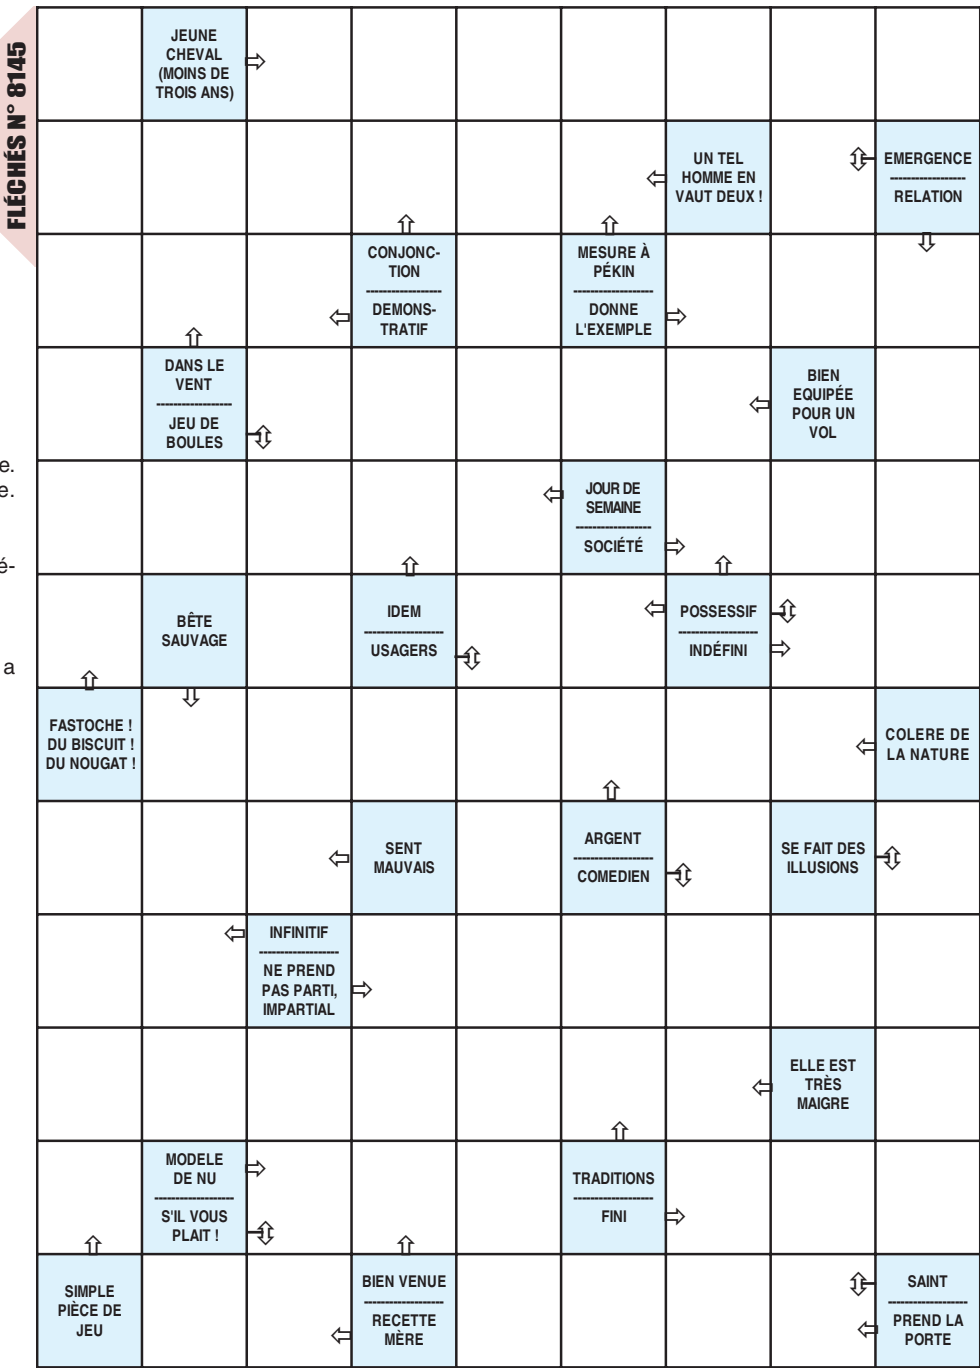 FLÉCHÉS N° 8145
JEUNE
CHEVAL
(MOINS DE
TROIS ANS)
UN TEL
HOMME EN
VAUT DEUX !
EMERGENCE
-------------------
RELATION
CONJONC-
TION
-------------------
DEMONS-
TRATIF
MESURE À
PÉKIN
-------------------
DONNE
L'EXEMPLE
DANS LE
VENT
-------------------
JEU DE
BOULES
BIEN
EQUIPÉE
POUR UN
VOL
e.
e.
JOUR DE
SEMAINE
-------------------
SOCIÉTÉ
é-
BÊTE
SAUVAGE
IDEM
-------------------
USAGERS
POSSESSIF
-------------------
INDÉFINI
a
FASTOCHE !
DU BISCUIT !
DU NOUGAT !
COLERE DE
LA NATURE
SENT
MAUVAIS
ARGENT
-------------------
COMEDIEN
SE FAIT DES
ILLUSIONS
INFINITIF
-------------------
NE PREND
PAS PARTI,
IMPARTIAL
ELLE EST
TRÈS
MAIGRE
MODELE
DE NU
-------------------
S'IL VOUS
PLAIT !
TRADITIONS
-------------------
FINI
SIMPLE
PIÈCE DE
JEU
BIEN VENUE
-------------------
RECETTE
MÈRE
SAINT
-------------------
PREND LA
PORTE